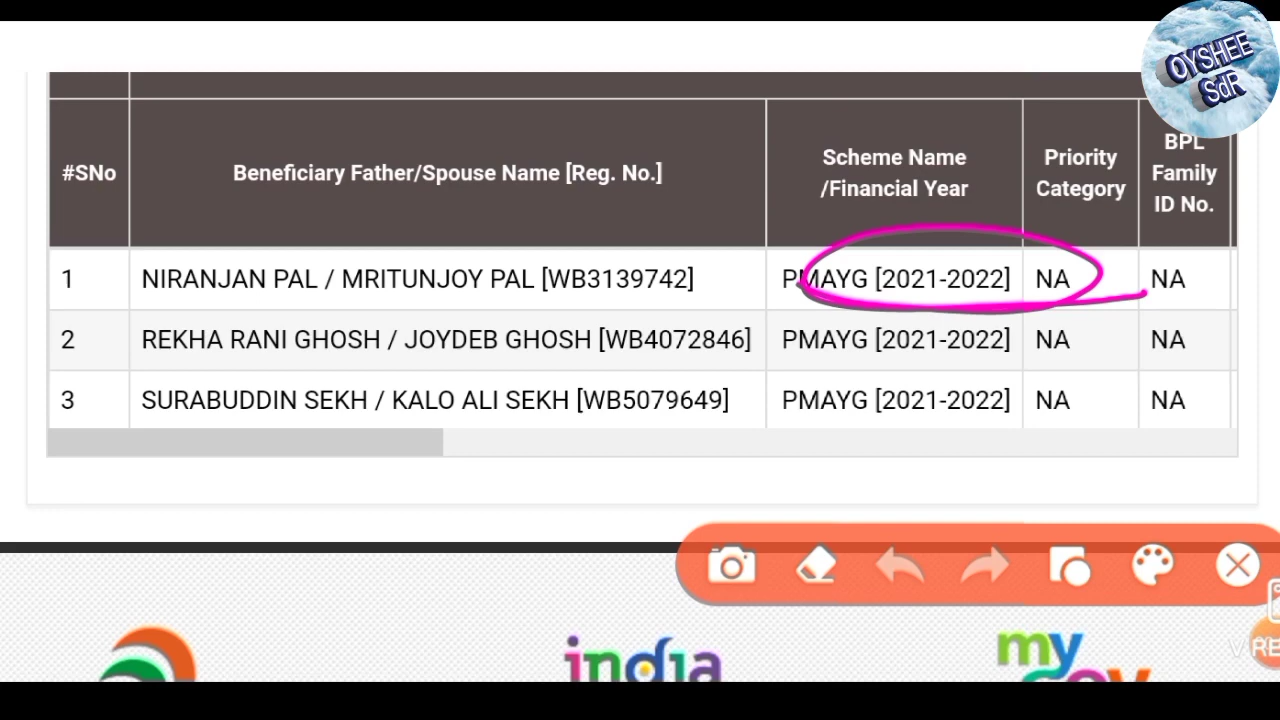 OYSHEE
SdR
#SNo
Beneficiary Father/Spouse Name [Reg. No.]
Scheme Name
/Financial Year
Priority
Category
BPL
Family
ID No.
1 NIRANJAN PAL / MRITUNJOY PAL [WB3139742] PMAYG [2021-2022] NA NA
2 REKHA RANI GHOSH / JOYDEB GHOSH [WB4072846] PMAYG [2021-2022] NA NA
3 SURABUDDIN SEKH / KALO ALI SEKH [WB5079649] PMAYG [2021-2022] NA NA
india
my
gov
V RE